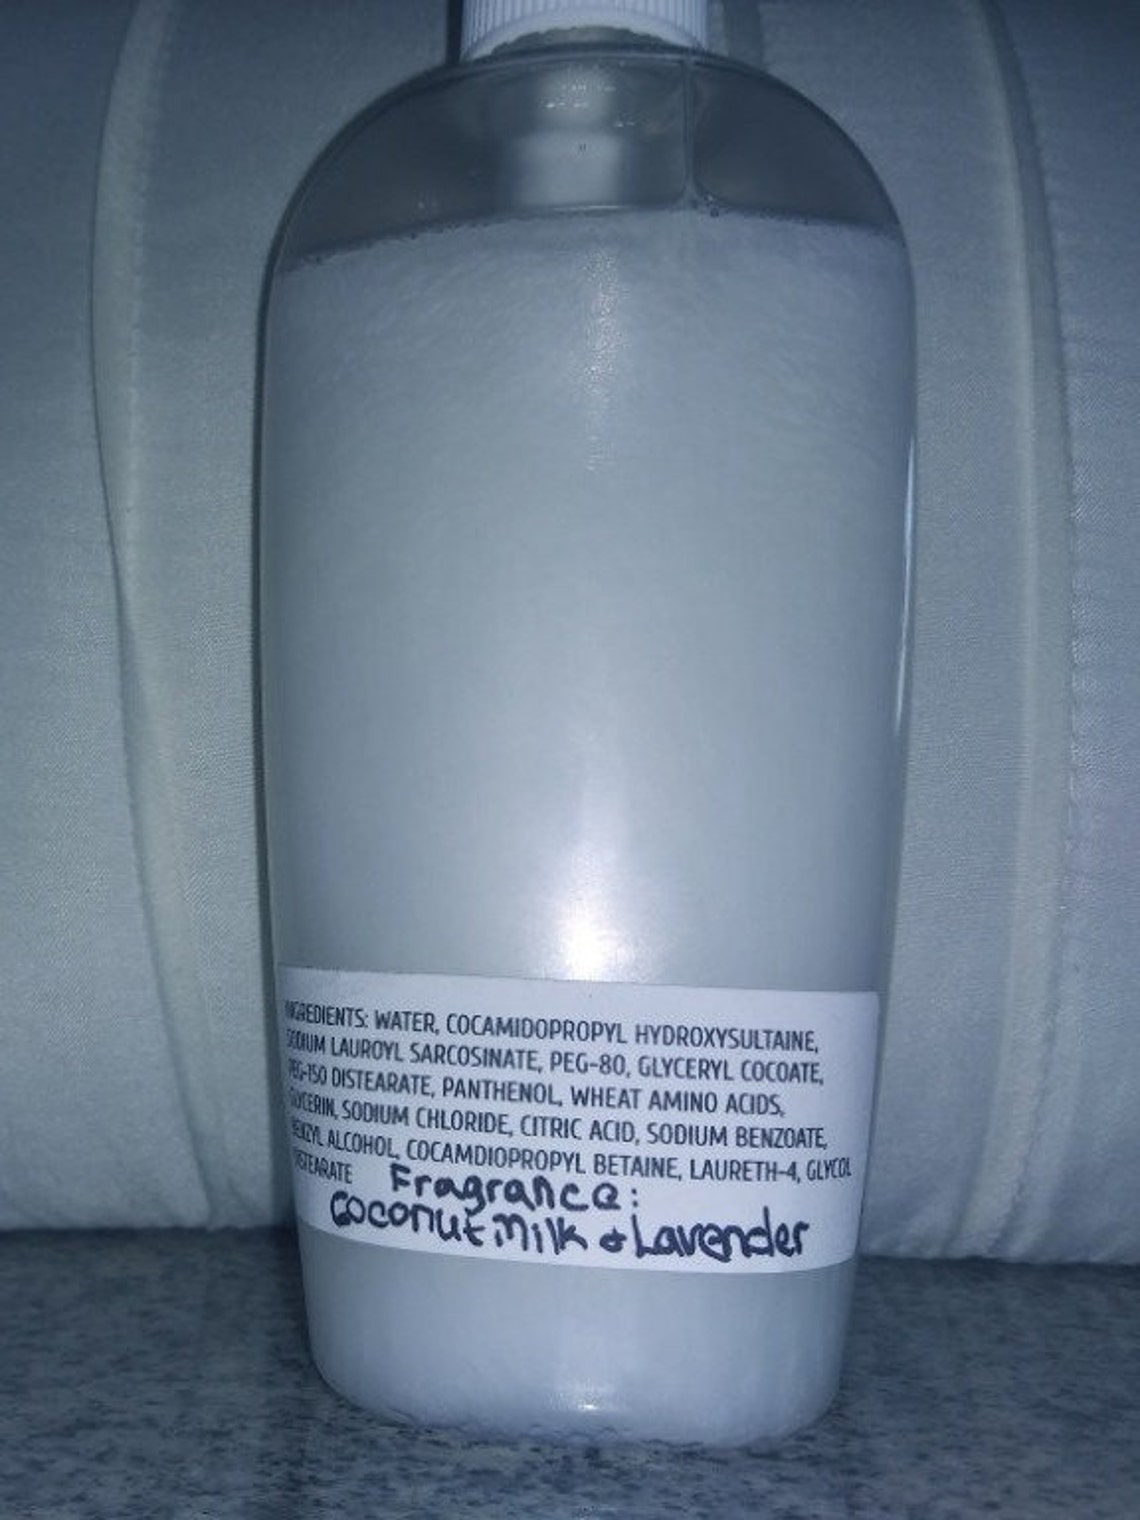 INGREDIENTS: WATER, COCAMIDOPROPYL HYDROXYSULTAINE,
SODIUM LAUROYL SARCOSINATE, PEG-80, GLYCERYL COCOATE,
PEG-150 DISTEARATE, PANTHENOL, WHEAT AMINO ACIDS,
GLYCERIN, SODIUM CHLORIDE, CITRIC ACID, SODIUM BENZOATE,
BENZYL ALCOHOL, COCAMDIOPROPYL BETAINE, LAURETH-4, GLYCOL
DISTEARATE
Fragrance:
Coconut Milk & Lavender